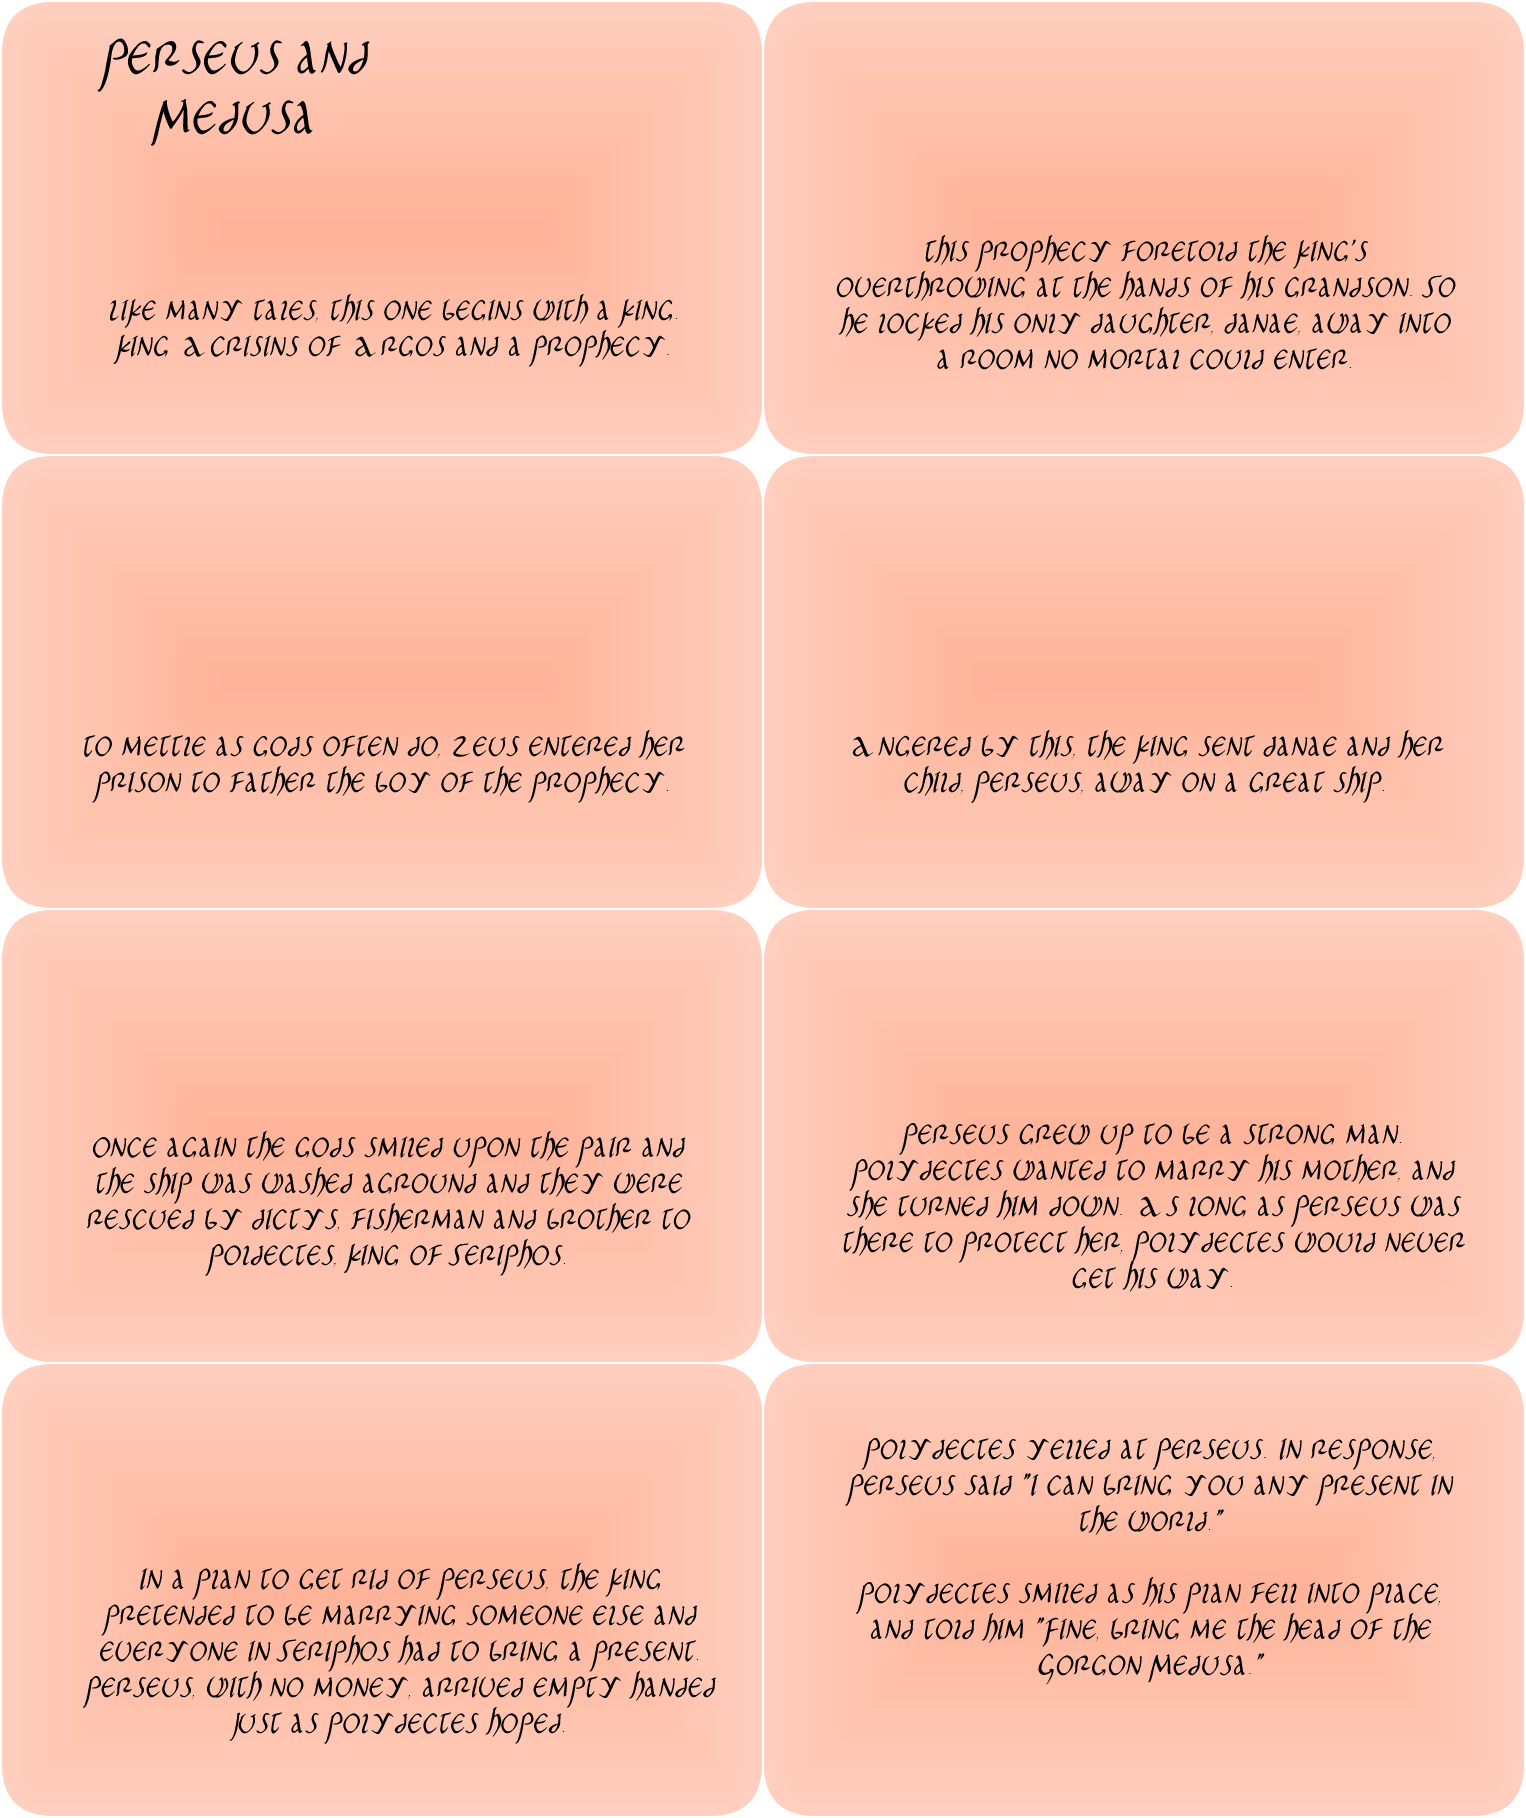 Perseus and
Medusa
Like many tales, this one begins with a king.
King Acrisins of Argos and a prophecy.
This prophecy foretold the king's
overthrowing at the hands of his grandson. So
he locked his only daughter, Danae, away into
a room no mortal could enter.
To mettle as gods often do, Zeus entered her
prison to father the boy of the prophecy.
Angered by this, the king sent Danae and her
child, Perseus, away on a great ship.
Once again the gods smiled upon the pair and
the ship was washed aground and they were
rescued by Dictys, fisherman and brother to
Poldectes, King of Seriphos.
Perseus grew up to be a strong man.
Polydectes wanted to marry his mother, and
she turned him down. As long as Perseus was
there to protect her, Polydectes would never
get his way.
In a plan to get rid of Perseus, the king
pretended to be marrying someone else and
everyone in Seriphos had to bring a present.
Perseus, with no money, arrived empty handed
just as Polydectes hoped.
Polydectes yelled at Perseus. In response,
Perseus said "I can bring you any present in
the world."
Polydectes smiled as his plan fell into place,
and told him "Fine, bring me the head of the
Gorgon Medusa."